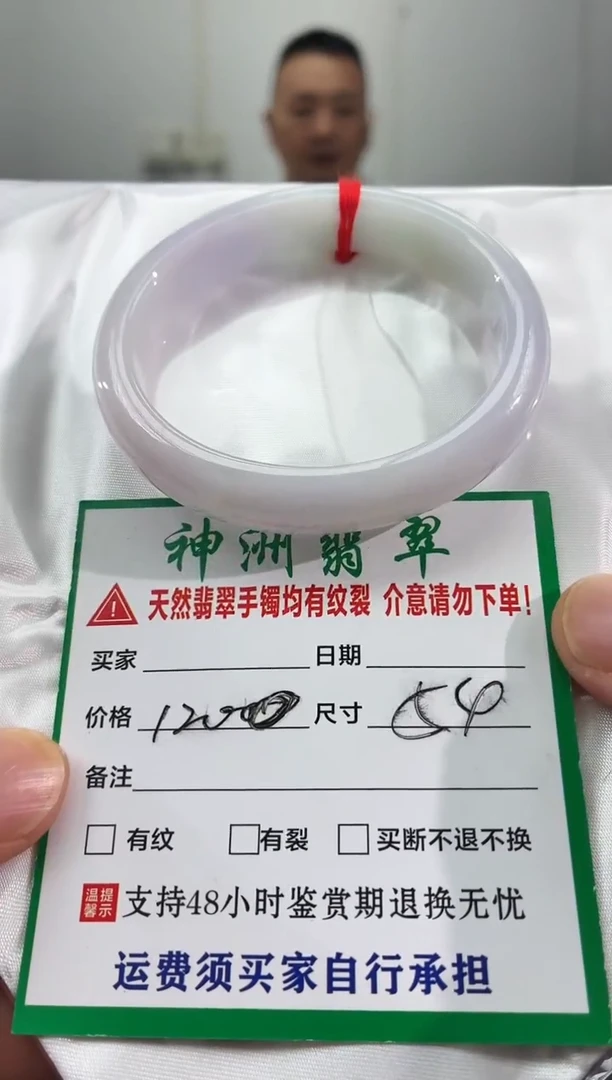 神洲翡翠
天然翡翠手镯均有纹裂 介意请勿下单!
买家 日期
价格 1200 尺寸 54
备注
有纹 有裂 买断不退不换
温馨提示 支持48小时鉴赏期退换无忧
运费须买家自行承担